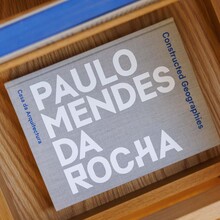 PAULO
MENDES
DA
ROCHA
Constructed Geographies
Casa da Arquitectura